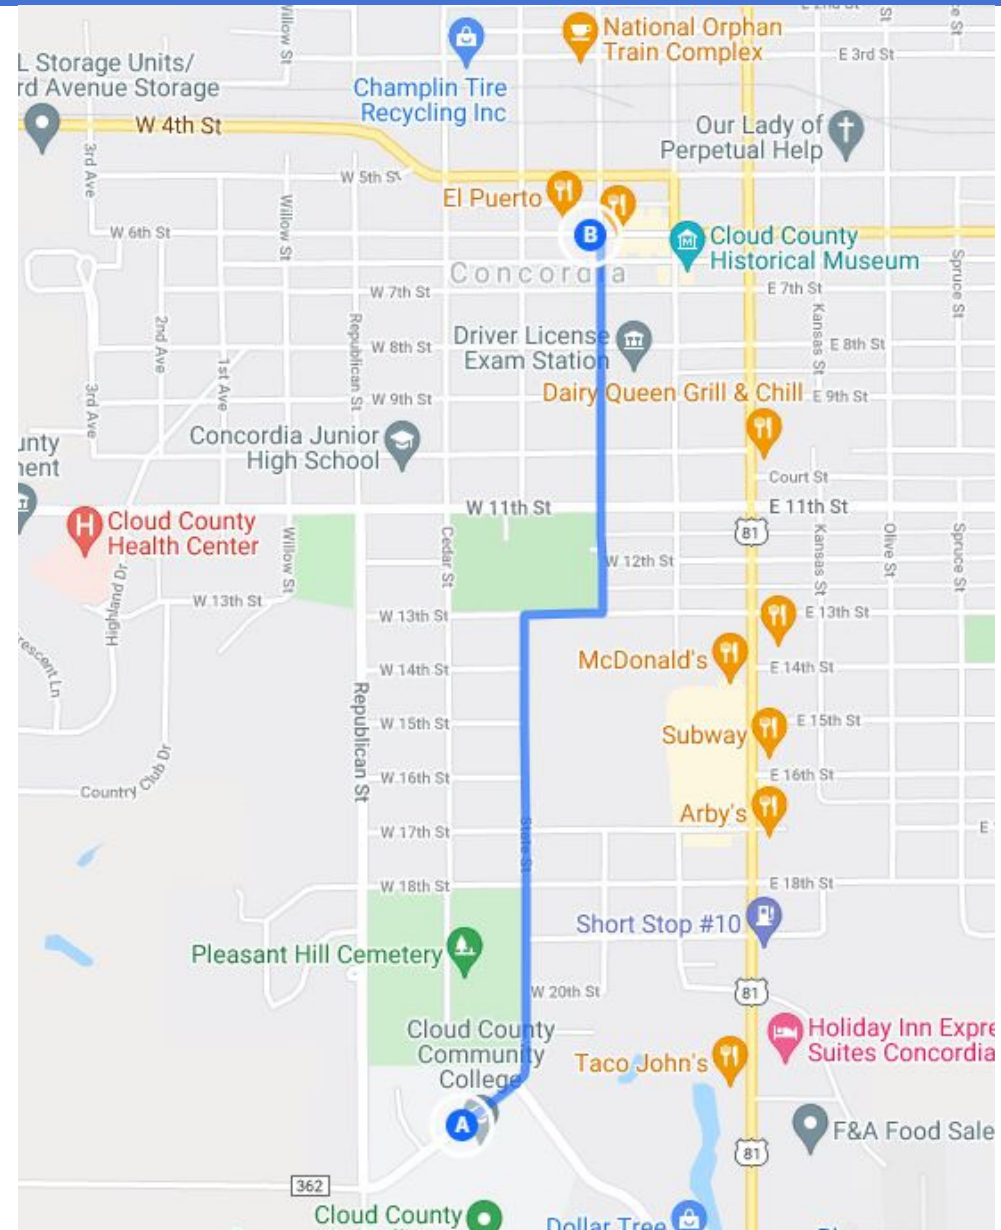 Willow St
National Orphan
Train Complex
E 3rd St
St
L Storage Units/
rd Avenue Storage
Champlin Tire
Recycling Inc
W 4th St
Our Lady of
Perpetual Help
3rd Ave
W 5th St
El Puerto
Willow St
B
W 6th St
Cloud County
Historical Museum
Concordia
Spruce St
W 7th St
E 7th St
Kansas St
2nd Ave
Republican St
Driver License
Exam Station
W 8th St
E 8th St
1st Ave
3rd Ave
W 9th St
Dairy Queen Grill & Chill
E 9th St
Concordia Junior
High School
unty
nent
Court St
W 11th St
E 11th St
H
Cloud County
Health Center
81
Willow St
Cedar St
Kansas St
Olive St
Spruce St
W 12th St
Highland Dr
W 13th St
W 13th St
E 13th St
rescent Ln
McDonald's
W 14th St
E 14th St
Republican St
W 15th St
Subway
E 15th St
Country Club Dr
W 16th St
E 16th St
Arby's
State St
W 17th St
E
W 18th St
E 18th St
Short Stop #10
Pleasant Hill Cemetery
W 20th St
81
Cloud County
Community
College
Holiday Inn Expre
Suites Concordia
Taco John's
A
F&A Food Sale
81
362
Cloud County
Dollar Tree